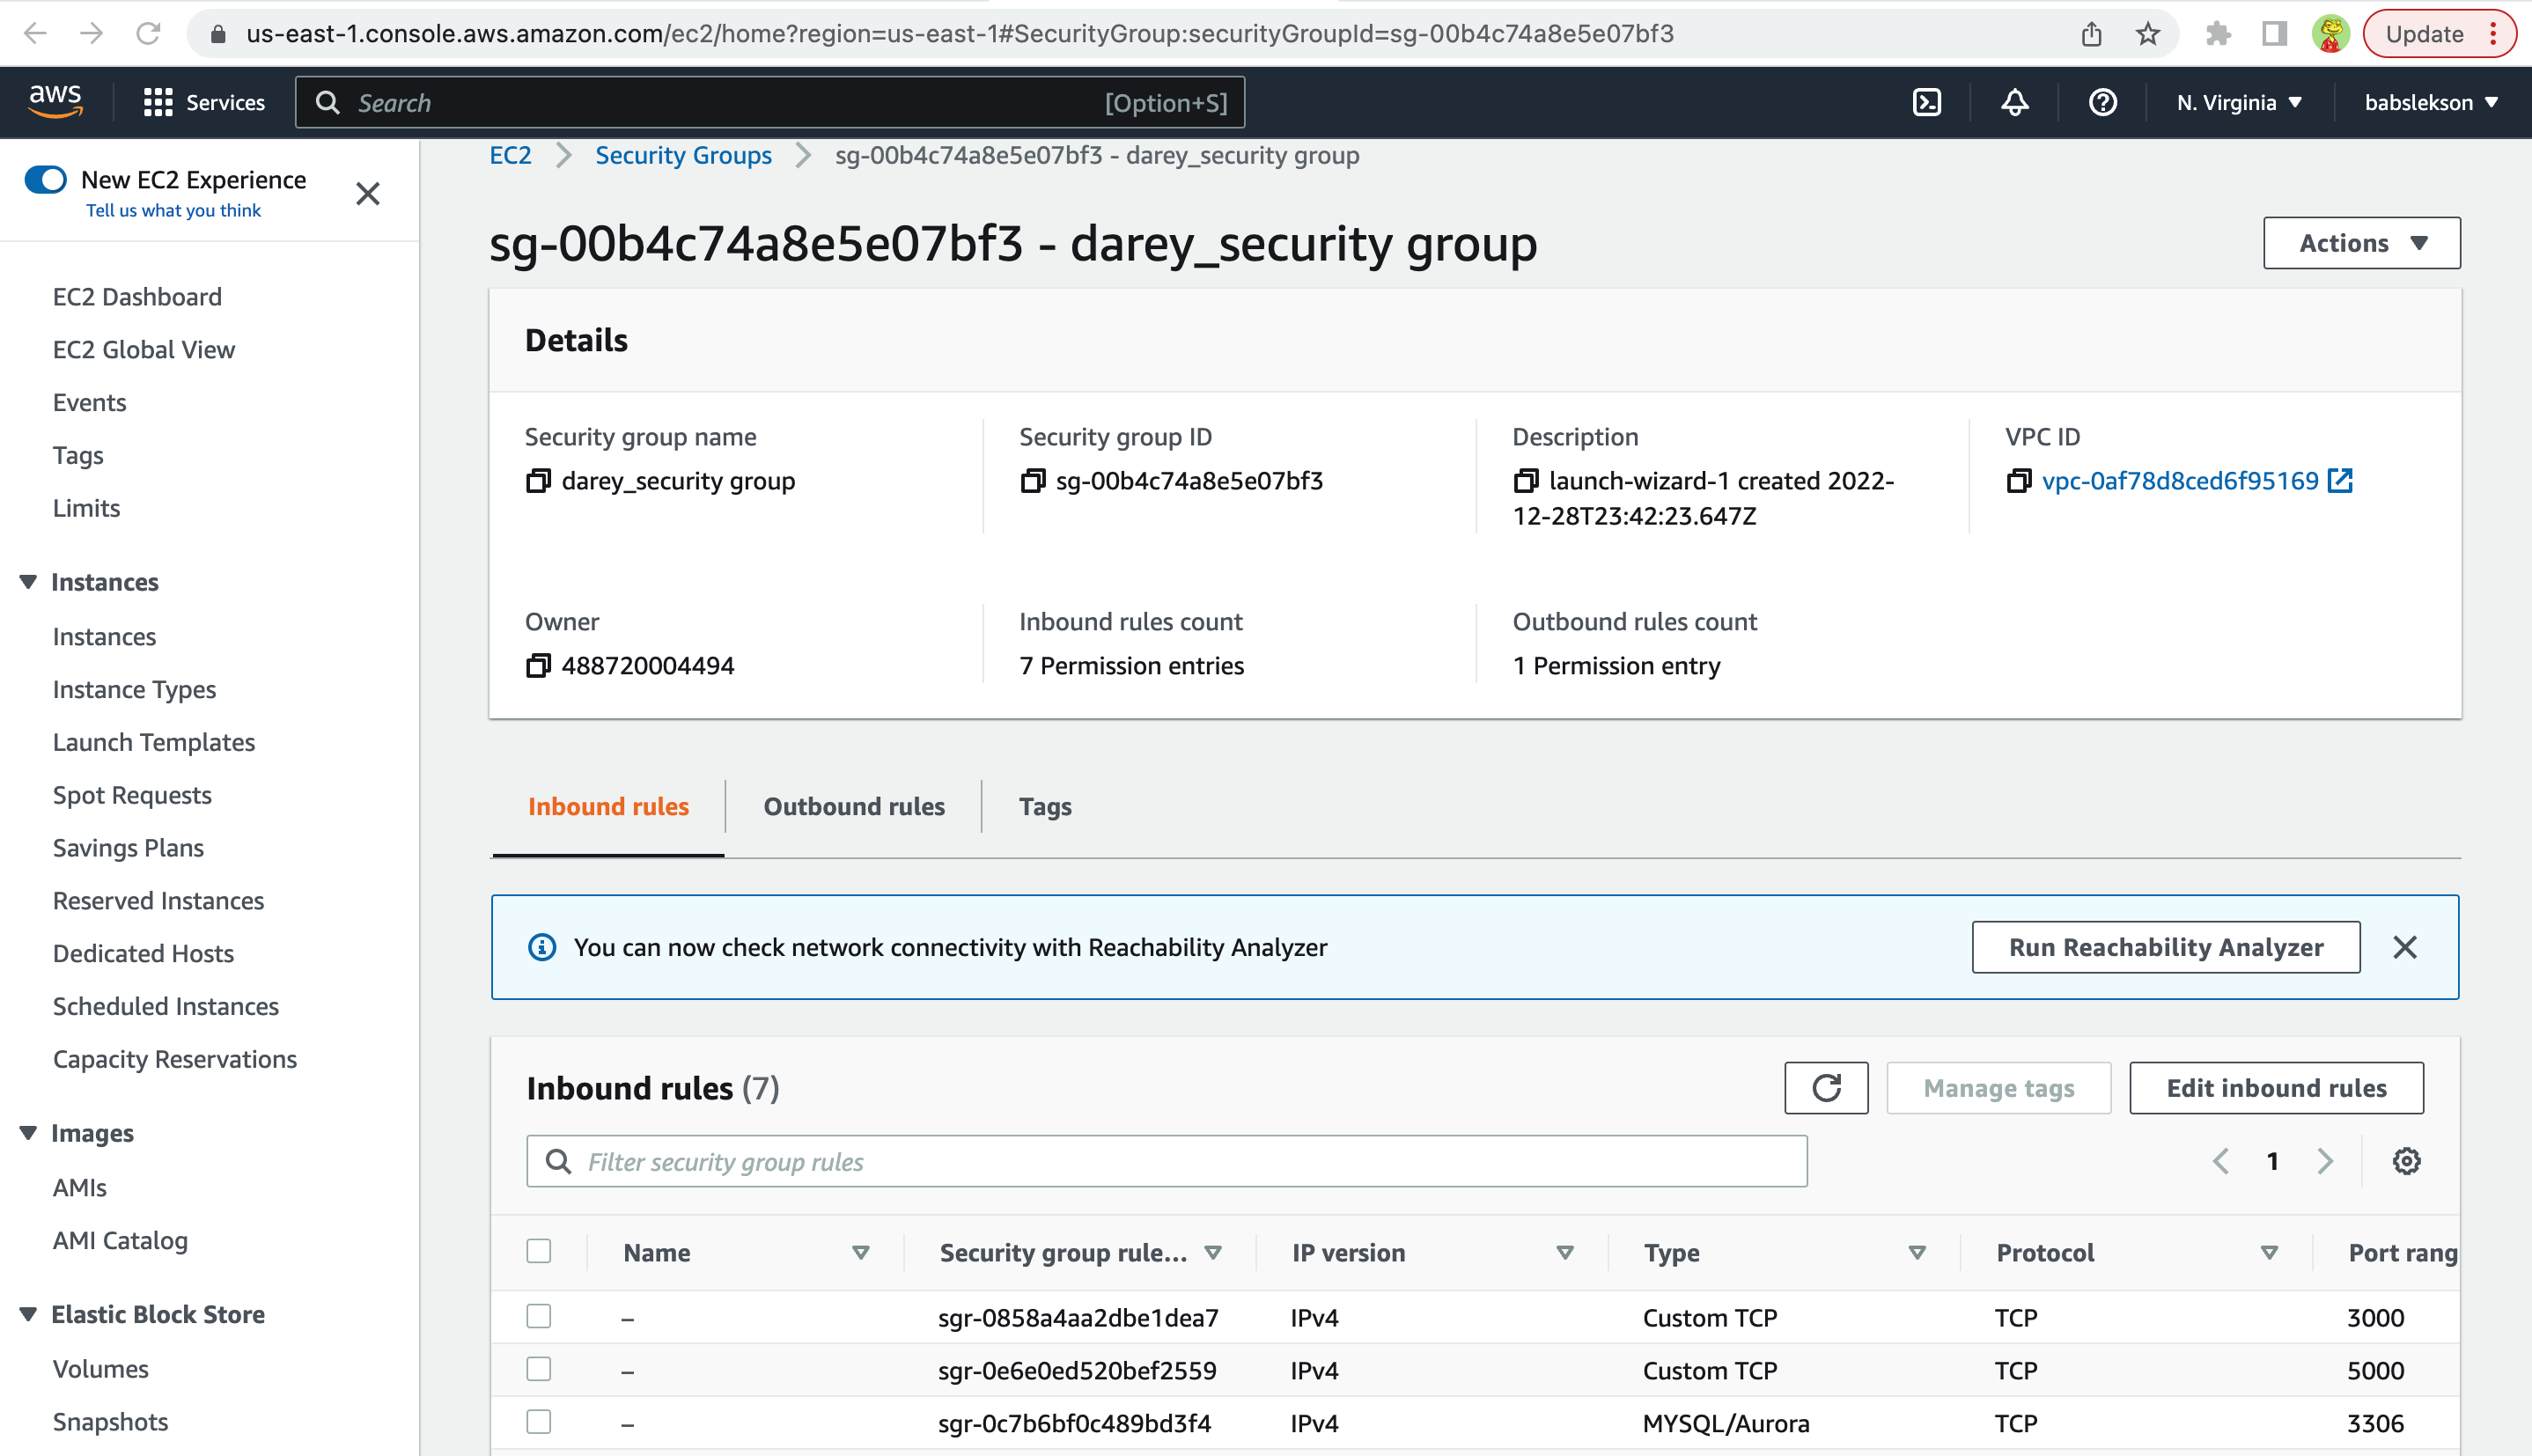 us-east-1.console.aws.amazon.com/ec2/home?region=us-east-1#SecurityGroup:securityGroupId=sg-00b4c74a8e5e07bf3
Update
aws
Services
Search
[Option+S]
N. Virginia
babslekson
New EC2 Experience
Tell us what you think
EC2 Dashboard
EC2 Global View
Events
Tags
Limits
Instances
Instances
Instance Types
Launch Templates
Spot Requests
Savings Plans
Reserved Instances
Dedicated Hosts
Scheduled Instances
Capacity Reservations
Images
AMIs
AMI Catalog
Elastic Block Store
Volumes
Snapshots
EC2 Security Groups sg-00b4c74a8e5e07bf3 - darey_security group
sg-00b4c74a8e5e07bf3 - darey_security group
Actions
Details
Security group name
darey_security group
Security group ID
sg-00b4c74a8e5e07bf3
Description
launch-wizard-1 created 2022-
12-28T23:42:23.647Z
VPC ID
vpc-0af78d8ced6f95169
Owner
488720004494
Inbound rules count
7 Permission entries
Outbound rules count
1 Permission entry
Inbound rules
Outbound rules
Tags
You can now check network connectivity with Reachability Analyzer
Run Reachability Analyzer
Inbound rules (7)
Manage tags
Edit inbound rules
Filter security group rules
1
Name Security group rule... IP version Type Protocol Port rang
– sgr-0858a4aa2dbe1dea7 IPv4 Custom TCP TCP 3000
– sgr-0e6e0ed520bef2559 IPv4 Custom TCP TCP 5000
– sgr-0c7b6bf0c489bd3f4 IPv4 MYSQL/Aurora TCP 3306